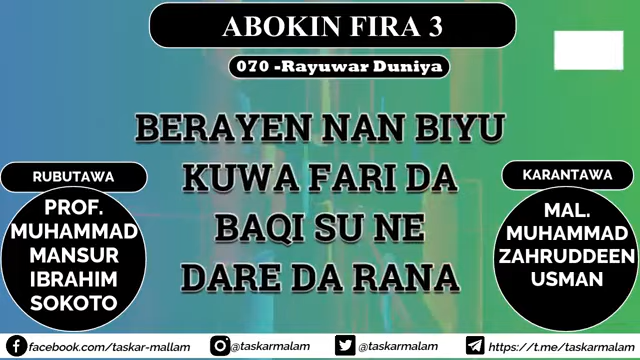 ABOKIN FIRA 3
070 -Rayuwar Duniya
BERAYEN NAN BIYU
KUWA FARI DA
BAQI SU NE
DARE DA RANA
RUBUTAWA
PROF.
MUHAMMAD
MANSUR
IBRAHIM
SOKOTO
KARANTAWA
MAL.
MUHAMMAD
ZAHRUDDEEN
USMAN
facebook.com/taskar-mallam
@taskarmalam
@taskarmalam
https://t.me/taskarmalam